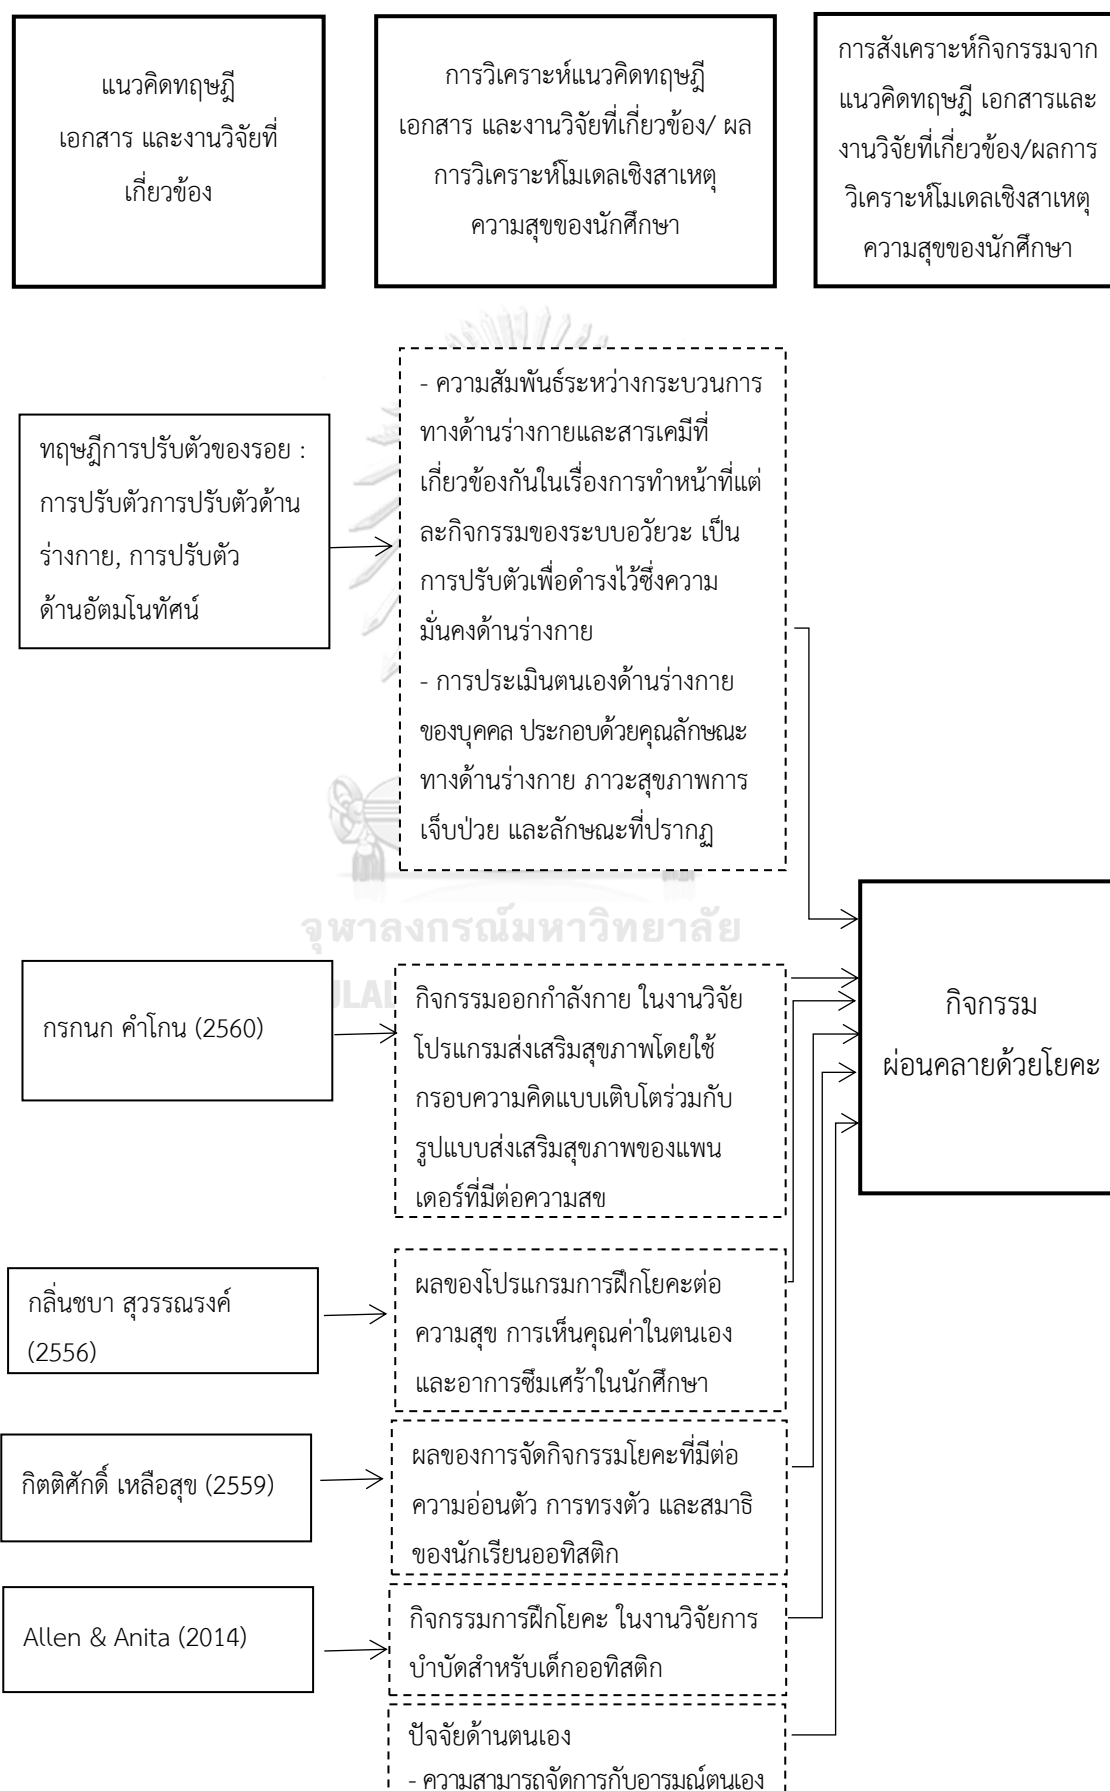 แนวคิดทฤษฎี
เอกสาร และงานวิจัยที่
เกี่ยวข้อง
การวิเคราะห์แนวคิดทฤษฎี
เอกสาร และงานวิจัยที่เกี่ยวข้อง/ ผล
การวิเคราะห์โมเดลเชิงสาเหตุ
ความสุขของนักศึกษา
การสังเคราะห์กิจกรรมจาก
แนวคิดทฤษฎี เอกสารและ
งานวิจัยที่เกี่ยวข้อง/ผลการ
วิเคราะห์โมเดลเชิงสาเหตุ
ความสุขของนักศึกษา
ทฤษฎีการปรับตัวของรอย :
การปรับตัวการปรับตัวด้าน
ร่างกาย, การปรับตัว
ด้านอัตมโนทัศน์
- ความสัมพันธ์ระหว่างกระบวนการ
ทางด้านร่างกายและสารเคมีที่
เกี่ยวข้องกันในเรื่องการทำหน้าที่แต่
ละกิจกรรมของระบบอวัยวะ เป็น
การปรับตัวเพื่อดำรงไว้ซึ่งความ
มั่นคงด้านร่างกาย
- การประเมินตนเองด้านร่างกาย
ของบุคคล ประกอบด้วยคุณลักษณะ
ทางด้านร่างกาย ภาวะสุขภาพการ
เจ็บป่วย และลักษณะที่ปรากฏ
จุฬาลงกรณ์มหาวิทยาลัย
กรกนก คำโกน (2560)
กิจกรรมออกกำลังกาย ในงานวิจัย
โปรแกรมส่งเสริมสุขภาพโดยใช้
กรอบความคิดแบบเติบโตร่วมกับ
รูปแบบส่งเสริมสุขภาพของแพน
เดอร์ที่มีต่อความสุข
กิจกรรม
ผ่อนคลายด้วยโยคะ
กลิ่นชบา สุวรรณรงค์
(2556)
ผลของโปรแกรมการฝึกโยคะต่อ
ความสุข การเห็นคุณค่าในตนเอง
และอาการซึมเศร้าในนักศึกษา
กิตติศักดิ์ เหลือสุข (2559)
ผลของการจัดกิจกรรมโยคะที่มีต่อ
ความอ่อนตัว การทรงตัว และสมาธิ
ของนักเรียนออทิสติก
Allen & Anita (2014)
กิจกรรมการฝึกโยคะ ในงานวิจัยการ
บำบัดสำหรับเด็กออทิสติก
ปัจจัยด้านตนเอง
- ความสามารถจัดการกับอารมณ์ตนเอง